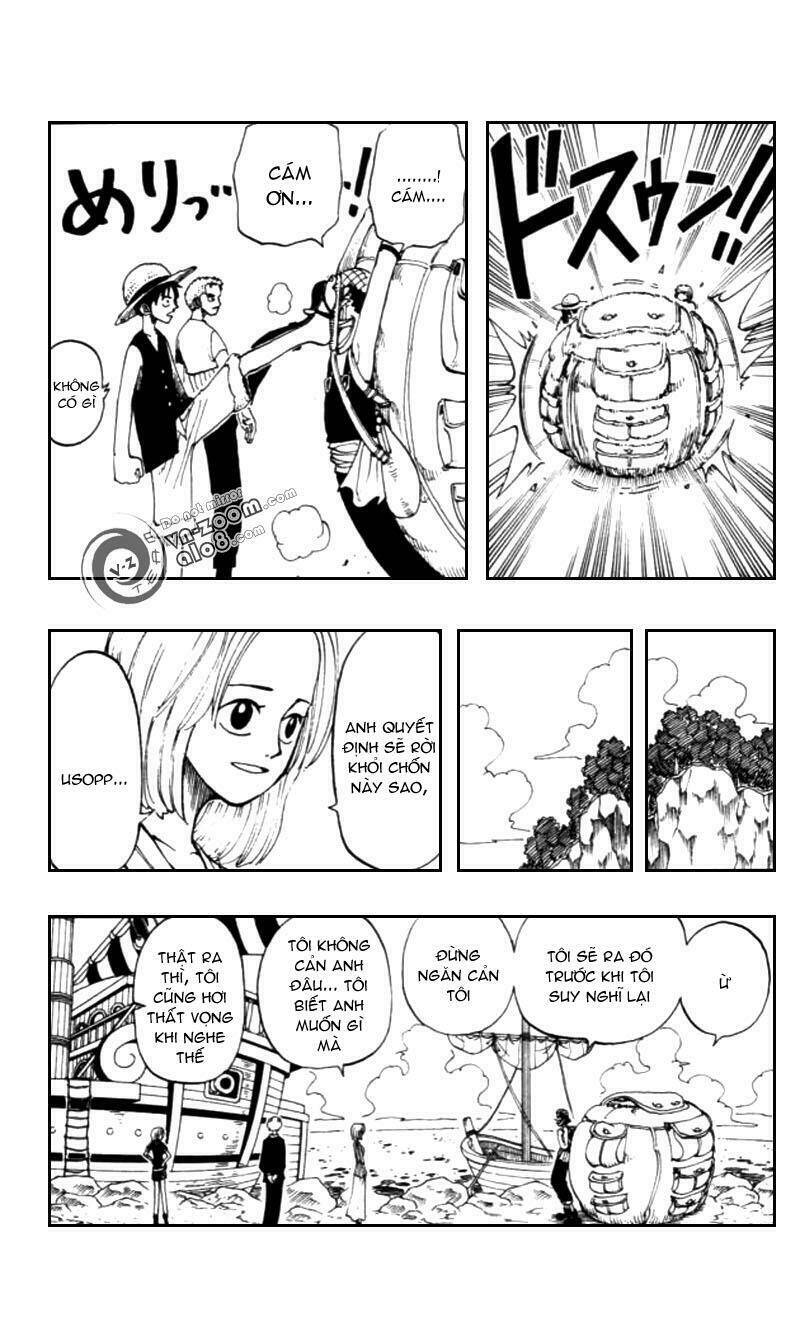 ドスゥン!!
........!
CÁM....
CÁM
ƠN...
めりっ!
KHÔNG
CÓ GÌ
Do not mirror
vn-zoom.com
alo8.com
V-Z
ANH QUYẾT
ĐỊNH SẼ RỜI
KHỎI CHỐN
NÀY SAO,
USOPP...
Ừ
TÔI SẼ RA ĐÓ
TRƯỚC KHI TÔI
SUY NGHĨ LẠI
ĐỪNG
NGĂN CẢN
TÔI
TÔI KHÔNG
CẢN ANH
ĐÂU... TÔI
BIẾT ANH
MUỐN GÌ
MÀ
THẬT RA
THÌ, TÔI
CŨNG HƠI
THẤT VỌNG
KHI NGHE
THẾ